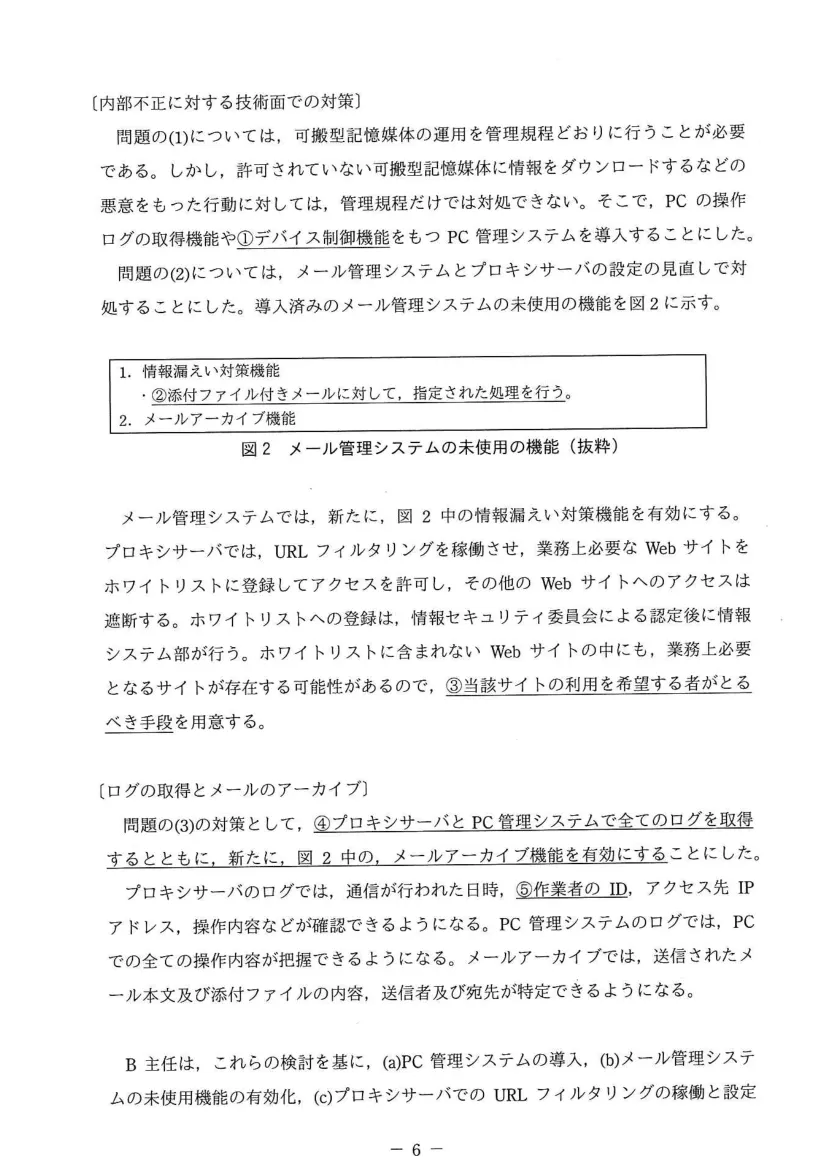 〔内部不正に対する技術面での対策〕
問題の(1)については，可搬型記憶媒体の運用を管理規程どおりに行うことが必要
である。しかし，許可されていない可搬型記憶媒体に情報をダウンロードするなどの
悪意をもった行動に対しては，管理規程だけでは対処できない。そこで，PC の操作
ログの取得機能や①デバイス制御機能をもつ PC 管理システムを導入することにした。
問題の(2)については，メール管理システムとプロキシサーバの設定の見直しで対
処することにした。導入済みのメール管理システムの未使用の機能を図 2 に示す。
1. 情報漏えい対策機能
・②添付ファイル付きメールに対して，指定された処理を行う。
2. メールアーカイブ機能
図 2 メール管理システムの未使用の機能（抜粋）
メール管理システムでは，新たに，図 2 中の情報漏えい対策機能を有効にする。
プロキシサーバでは，URL フィルタリングを稼働させ，業務上必要な Web サイトを
ホワイトリストに登録してアクセスを許可し，その他の Web サイトへのアクセスは
遮断する。ホワイトリストへの登録は，情報セキュリティ委員会による認定後に情報
システム部が行う。ホワイトリストに含まれない Web サイトの中にも，業務上必要
となるサイトが存在する可能性があるので，③当該サイトの利用を希望する者がとる
べき手段を用意する。
〔ログの取得とメールのアーカイブ〕
問題の(3)の対策として，④プロキシサーバと PC 管理システムで全てのログを取得
するとともに，新たに，図 2 中の，メールアーカイブ機能を有効にすることにした。
プロキシサーバのログでは，通信が行われた日時，⑤作業者の ID，アクセス先 IP
アドレス，操作内容などが確認できるようになる。PC 管理システムのログでは，PC
での全ての操作内容が把握できるようになる。メールアーカイブでは，送信されたメ
ール本文及び添付ファイルの内容，送信者及び宛先が特定できるようになる。
B 主任は，これらの検討を基に，(a)PC 管理システムの導入，(b)メール管理システ
ムの未使用機能の有効化，(c)プロキシサーバでの URL フィルタリングの稼働と設定
― 6 ―